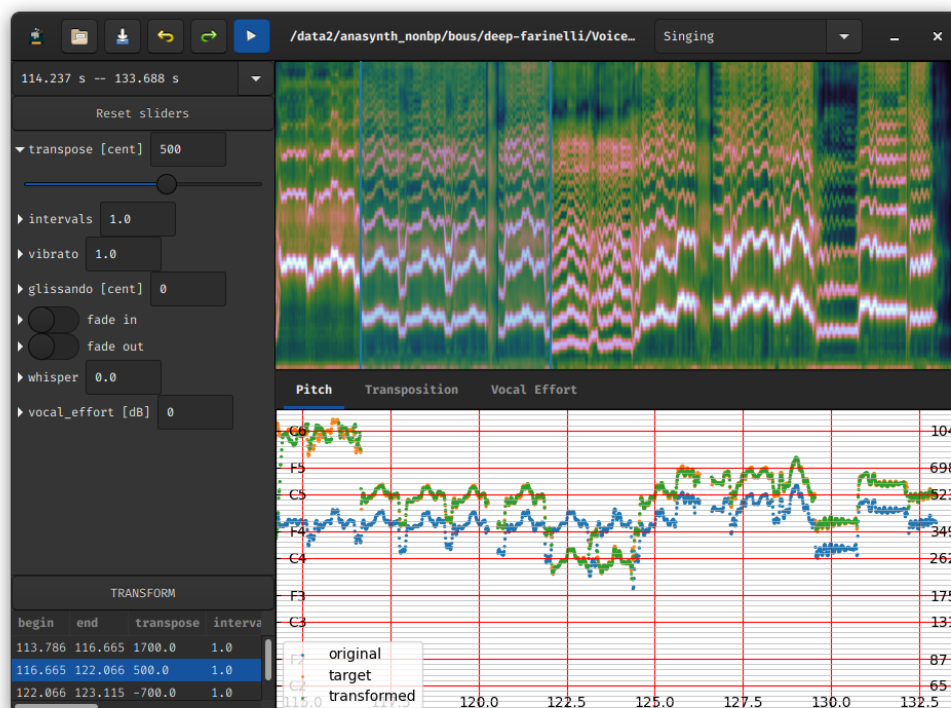 /data2/anasynth_nonbp/bous/deep-farinelli/Voice… Singing
114.237 s -- 133.688 s
Reset sliders
transpose [cent] 500
intervals 1.0
vibrato 1.0
glissando [cent] 0
fade in
fade out
whisper 0.0
vocal_effort [dB] 0
TRANSFORM
begin end transpose interva
113.786 116.665 1700.0 1.0
116.665 122.066 500.0 1.0
122.066 123.115 -700.0 1.0
Pitch Transposition Vocal Effort
C6 104
F5 698
C5 523
F4 349
C4 262
F3 175
C3 131
F2 87
C2 65
original
target
transformed
115.0 117.5 120.0 122.5 125.0 127.5 130.0 132.5